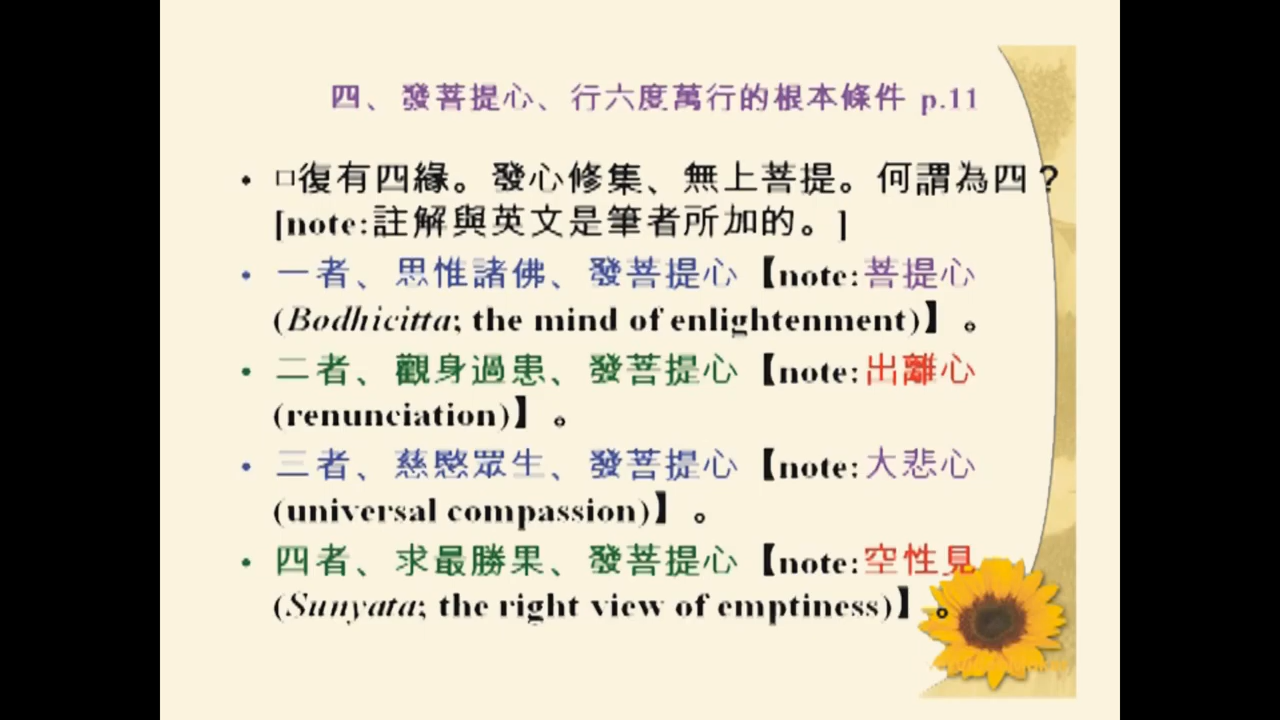 四、發菩提心、行六度萬行的根本條件 p.11
• □復有四緣。發心修集、無上菩提。何謂為四？
[note:註解與英文是筆者所加的。]
• 一者、思惟諸佛、發菩提心【note:菩提心
(Bodhicitta; the mind of enlightenment)】。
• 二者、觀身過患、發菩提心【note:出離心
(renunciation)】。
• 三者、慈愍眾生、發菩提心【note:大悲心
(universal compassion)】。
• 四者、求最勝果、發菩提心【note:空性見
(Sunyata; the right view of emptiness)】。